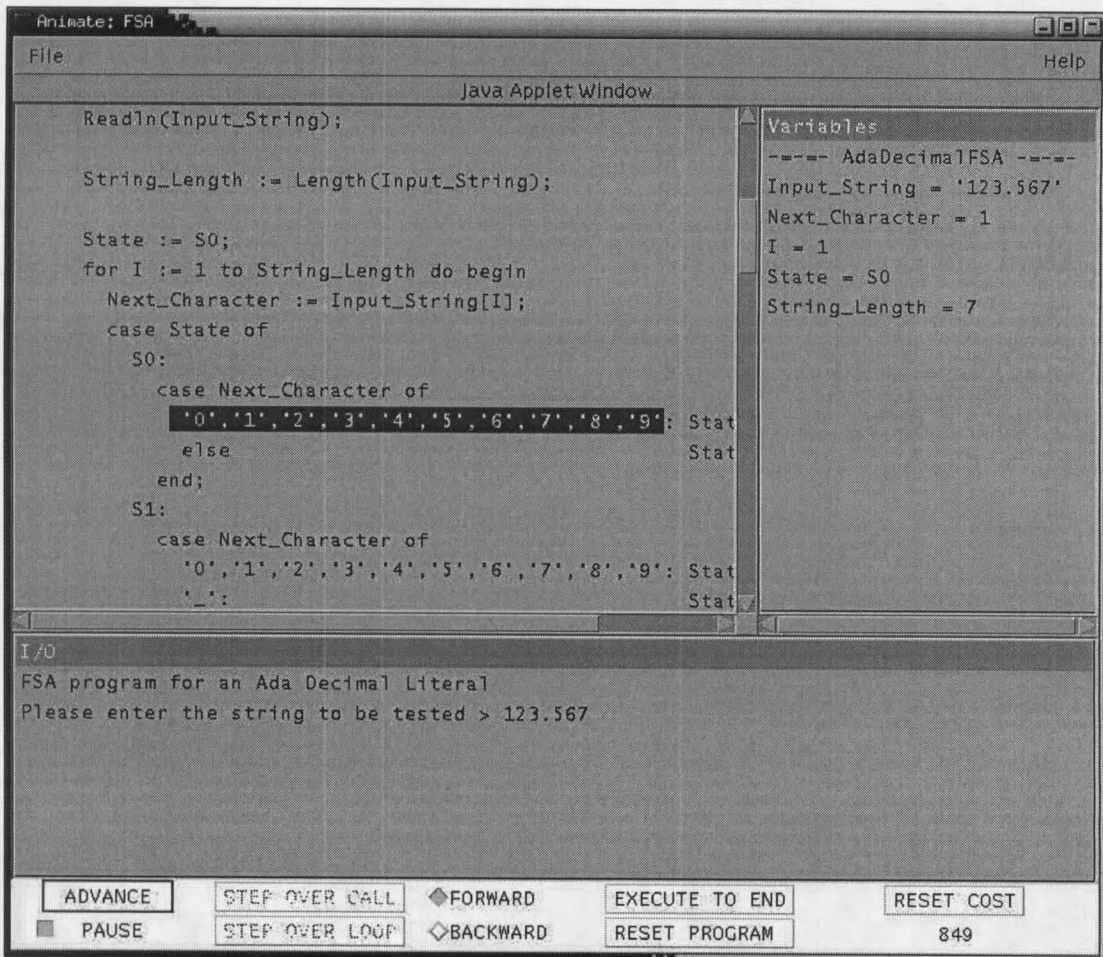 Animate: FSA
File Help
Java Applet Window
Readln(Input_String);
String_Length := Length(Input_String);
State := S0;
for I := 1 to String_Length do begin
Next_Character := Input_String[I];
case State of
S0:
case Next_Character of
'0','1','2','3','4','5','6','7','8','9': Stat
else Stat
end;
S1:
case Next_Character of
'0','1','2','3','4','5','6','7','8','9': Stat
'_': Stat
Variables
-=-=- AdaDecimalFSA -=-=-
Input_String = '123.567'
Next_Character = 1
I = 1
State = S0
String_Length = 7
I/O
FSA program for an Ada Decimal Literal
Please enter the string to be tested > 123.567
ADVANCE STEP OVER CALL FORWARD EXECUTE TO END RESET COST
PAUSE STEP OVER LOOP BACKWARD RESET PROGRAM 849